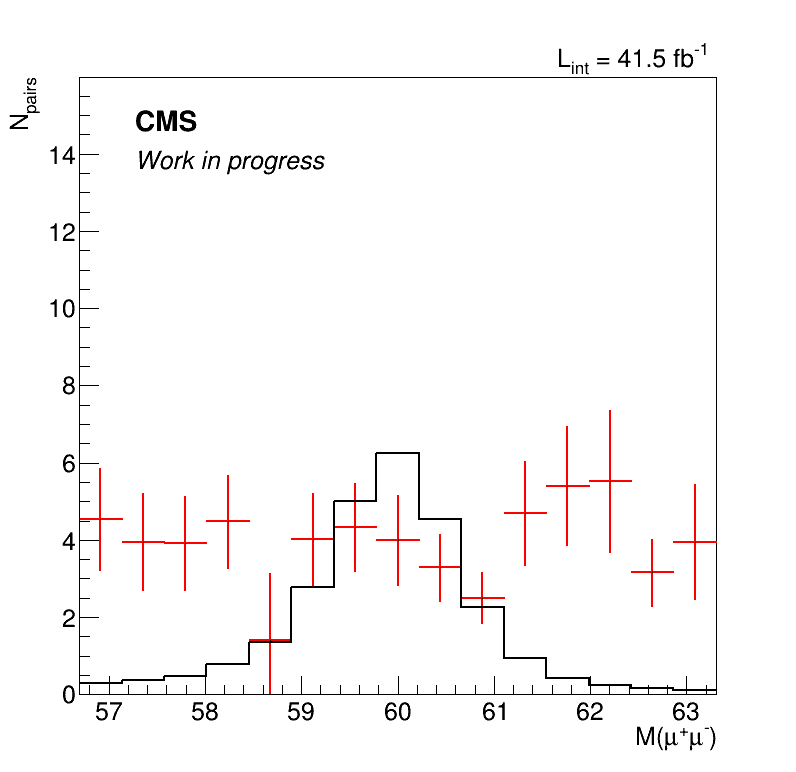 L_int = 41.5 fb^-1
N_pairs
CMS
Work in progress
14
12
10
8
6
4
2
0
57 58 59 60 61 62 63
M(μ⁺μ⁻)